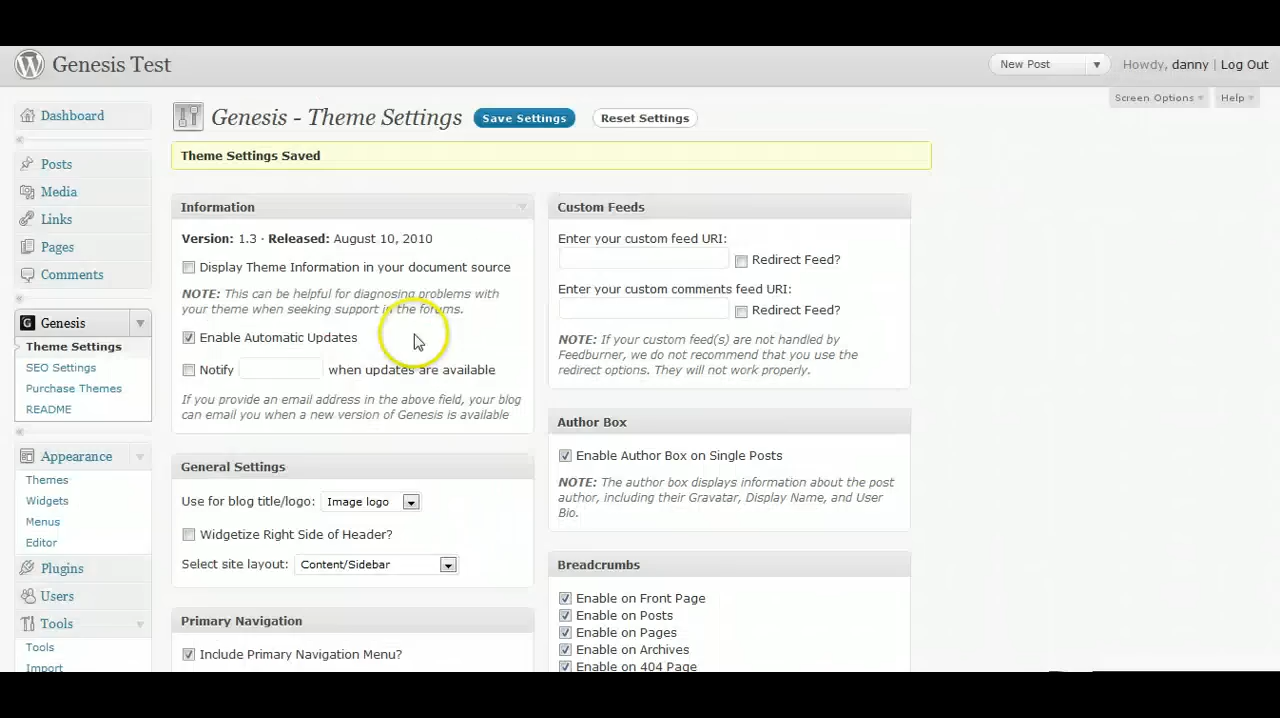 Genesis Test
New Post
Howdy, danny | Log Out
Screen Options
Help
Dashboard
Posts
Media
Links
Pages
Comments
Genesis
Theme Settings
SEO Settings
Purchase Themes
README
Appearance
Themes
Widgets
Menus
Editor
Plugins
Users
Tools
Tools
Import
Genesis - Theme Settings
Save Settings
Reset Settings
Theme Settings Saved
Information
Version: 1.3 · Released: August 10, 2010
Display Theme Information in your document source
NOTE: This can be helpful for diagnosing problems with
your theme when seeking support in the forums.
Enable Automatic Updates
Notify when updates are available
If you provide an email address in the above field, your blog
can email you when a new version of Genesis is available
General Settings
Use for blog title/logo: Image logo
Widgetize Right Side of Header?
Select site layout: Content/Sidebar
Primary Navigation
Include Primary Navigation Menu?
Custom Feeds
Enter your custom feed URI:
Redirect Feed?
Enter your custom comments feed URI:
Redirect Feed?
NOTE: If your custom feed(s) are not handled by
Feedburner, we do not recommend that you use the
redirect options. They will not work properly.
Author Box
Enable Author Box on Single Posts
NOTE: The author box displays information about the post
author, including their Gravatar, Display Name, and User
Bio.
Breadcrumbs
Enable on Front Page
Enable on Posts
Enable on Pages
Enable on Archives
Enable on 404 Page